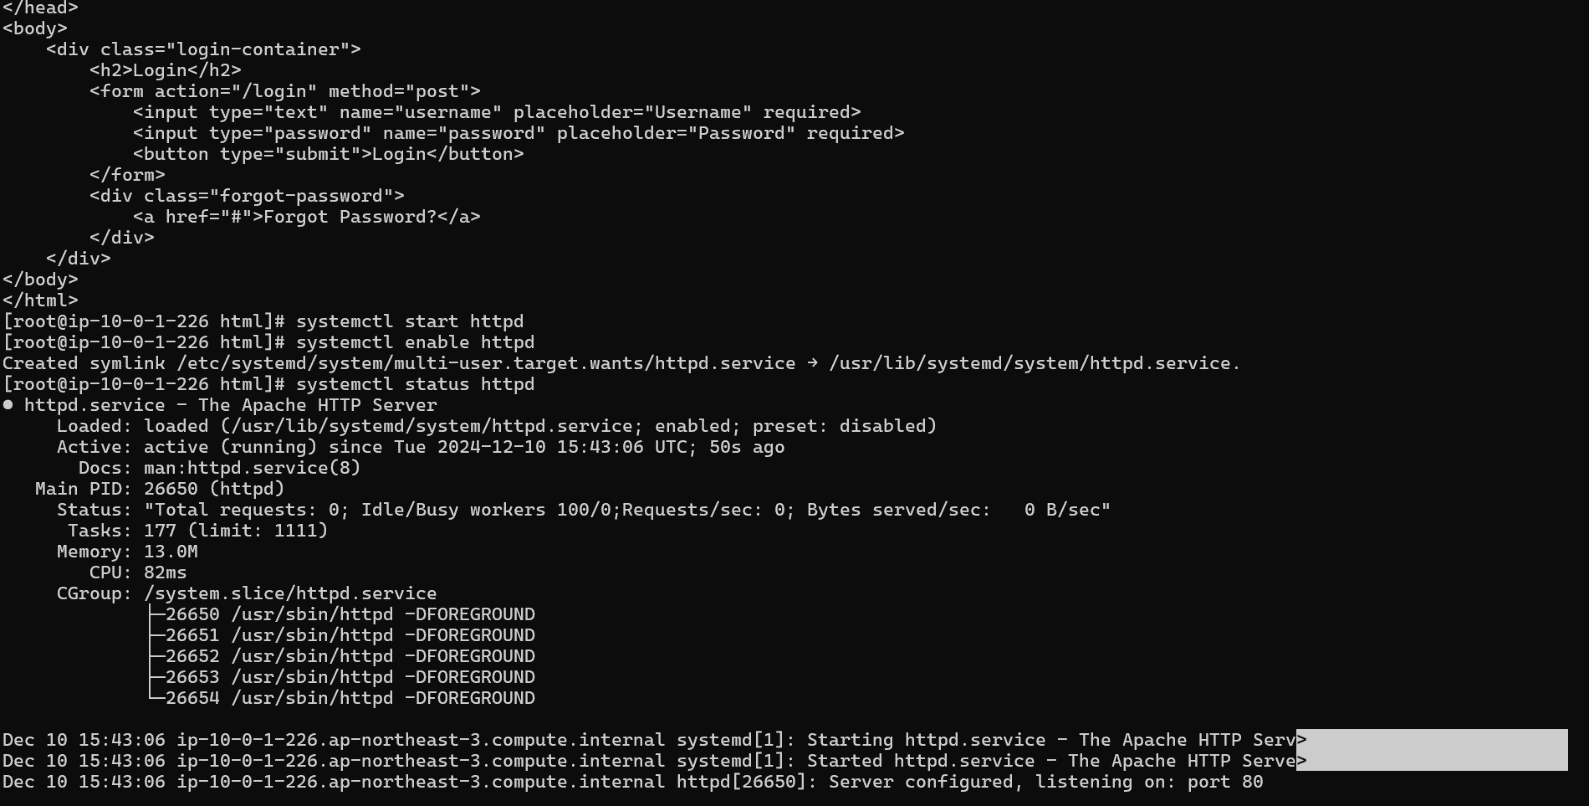 </head>
<body>
    <div class="login-container">
        <h2>Login</h2>
        <form action="/login" method="post">
            <input type="text" name="username" placeholder="Username" required>
            <input type="password" name="password" placeholder="Password" required>
            <button type="submit">Login</button>
        </form>
        <div class="forgot-password">
            <a href="#">Forgot Password?</a>
        </div>
    </div>
</body>
</html>
[root@ip-10-0-1-226 html]# systemctl start httpd
[root@ip-10-0-1-226 html]# systemctl enable httpd
Created symlink /etc/systemd/system/multi-user.target.wants/httpd.service → /usr/lib/systemd/system/httpd.service.
[root@ip-10-0-1-226 html]# systemctl status httpd
● httpd.service - The Apache HTTP Server
     Loaded: loaded (/usr/lib/systemd/system/httpd.service; enabled; preset: disabled)
     Active: active (running) since Tue 2024-12-10 15:43:06 UTC; 50s ago
       Docs: man:httpd.service(8)
   Main PID: 26650 (httpd)
     Status: "Total requests: 0; Idle/Busy workers 100/0;Requests/sec: 0; Bytes served/sec:   0 B/sec"
      Tasks: 177 (limit: 1111)
     Memory: 13.0M
        CPU: 82ms
     CGroup: /system.slice/httpd.service
             ├─26650 /usr/sbin/httpd -DFOREGROUND
             ├─26651 /usr/sbin/httpd -DFOREGROUND
             ├─26652 /usr/sbin/httpd -DFOREGROUND
             ├─26653 /usr/sbin/httpd -DFOREGROUND
             └─26654 /usr/sbin/httpd -DFOREGROUND

Dec 10 15:43:06 ip-10-0-1-226.ap-northeast-3.compute.internal systemd[1]: Starting httpd.service - The Apache HTTP Serv>
Dec 10 15:43:06 ip-10-0-1-226.ap-northeast-3.compute.internal systemd[1]: Started httpd.service - The Apache HTTP Serve>
Dec 10 15:43:06 ip-10-0-1-226.ap-northeast-3.compute.internal httpd[26650]: Server configured, listening on: port 80